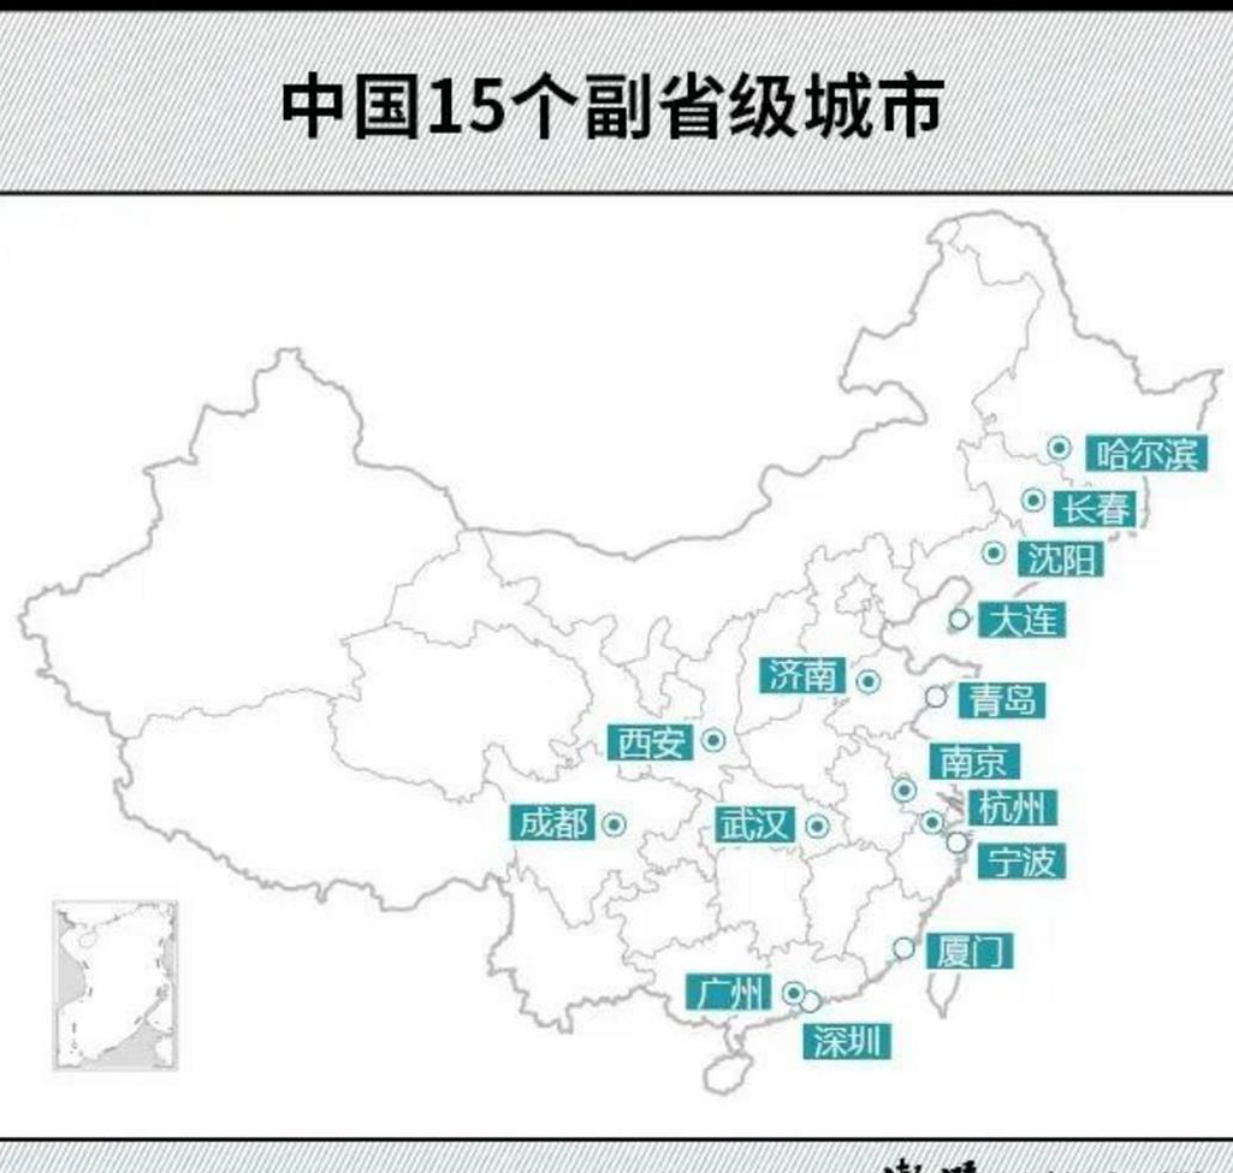 中国15个副省级城市
哈尔滨
长春
沈阳
大连
济南
青岛
西安
南京
杭州
成都
武汉
宁波
厦门
广州
深圳